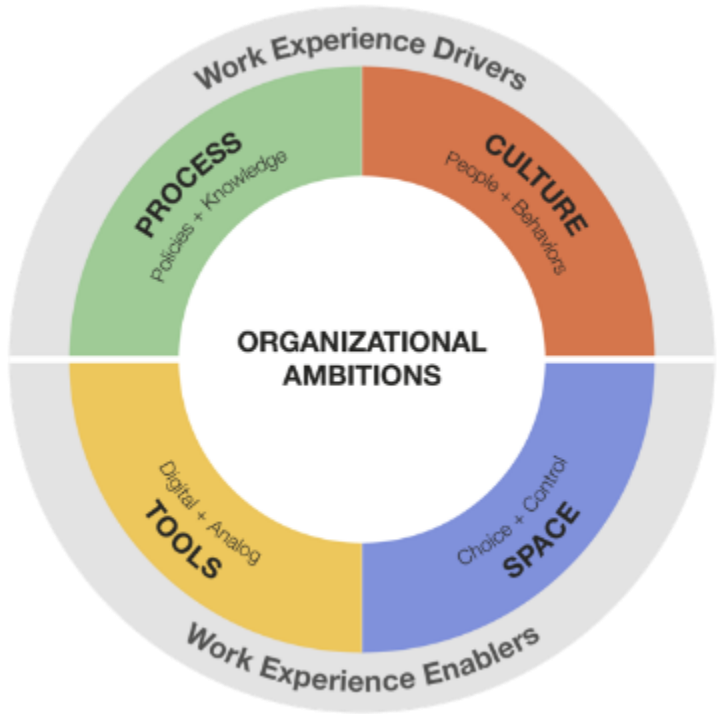 Work Experience Drivers
PROCESS
Policies + Knowledge
CULTURE
People + Behaviors
ORGANIZATIONAL
AMBITIONS
Digital + Analog
TOOLS
Choice + Control
SPACE
Work Experience Enablers